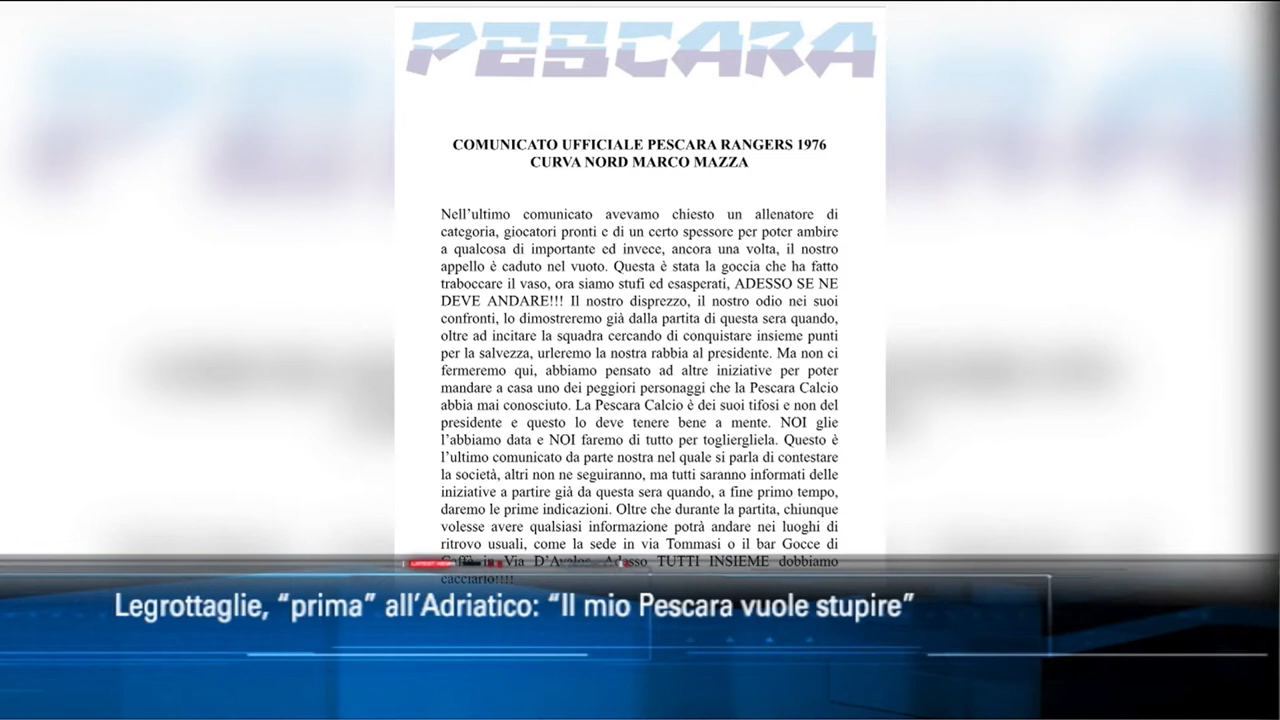 PESCARA
COMUNICATO UFFICIALE PESCARA RANGERS 1976
CURVA NORD MARCO MAZZA
Nell'ultimo comunicato avevamo chiesto un allenatore di
categoria, giocatori pronti e di un certo spessore per poter ambire
a qualcosa di importante ed invece, ancora una volta, il nostro
appello è caduto nel vuoto. Questa è stata la goccia che ha fatto
traboccare il vaso, ora siamo stufi ed esasperati, ADESSO SE NE
DEVE ANDARE!!! Il nostro disprezzo, il nostro odio nei suoi
confronti, lo dimostreremo già dalla partita di questa sera quando,
oltre ad incitare la squadra cercando di conquistare insieme punti
per la salvezza, urleremo la nostra rabbia al presidente. Ma non ci
fermeremo qui, abbiamo pensato ad altre iniziative per poter
mandare a casa uno dei peggiori personaggi che la Pescara Calcio
abbia mai conosciuto. La Pescara Calcio è dei suoi tifosi e non del
presidente e questo lo deve tenere bene a mente. NOI glie
l'abbiamo data e NOI faremo di tutto per togliergliela. Questo è
l'ultimo comunicato da parte nostra nel quale si parla di contestare
la società, altri non ne seguiranno, ma tutti saranno informati delle
iniziative a partire già da questa sera quando, a fine primo tempo,
daremo le prime indicazioni. Oltre che durante la partita, chiunque
volesse avere qualsiasi informazione potrà andare nei luoghi di
ritrovo usuali, come la sede in via Tommasi o il bar Gocce di
Caffè in Via D'Avalos. Adesso TUTTI INSIEME dobbiamo
cacciarlo!!!!
LATEST NEWS
Legrottaglie, “prima” all'Adriatico: “Il mio Pescara vuole stupire”